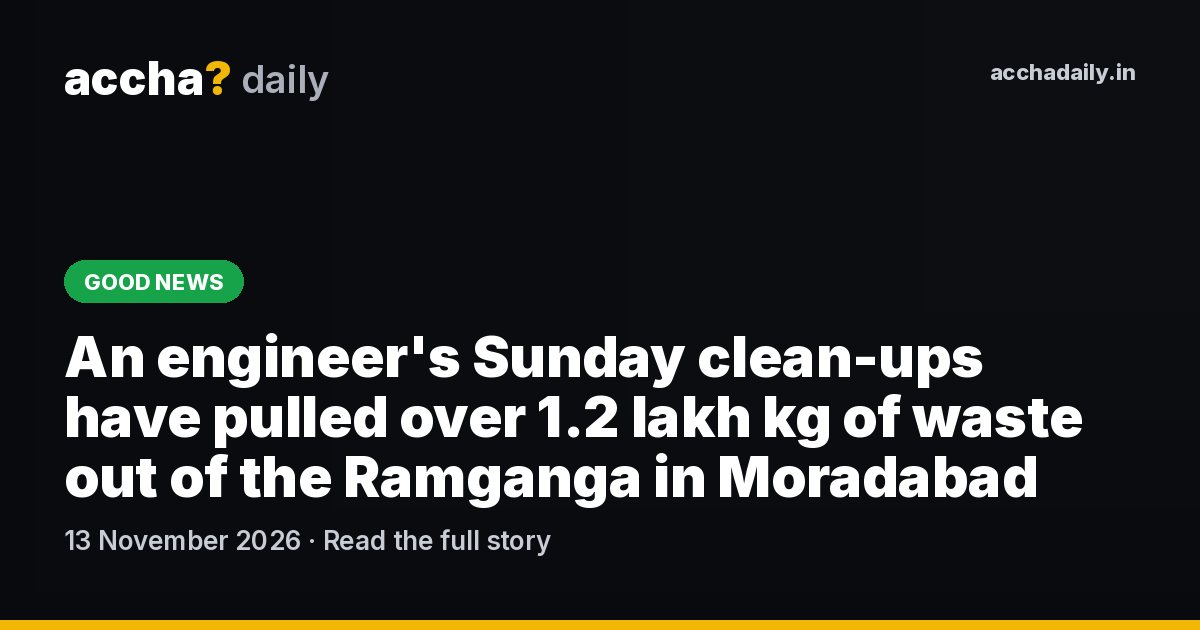 accha? daily
acchadaily.in
GOOD NEWS
An engineer's Sunday clean-ups
have pulled over 1.2 lakh kg of waste
out of the Ramganga in Moradabad
13 November 2026 · Read the full story